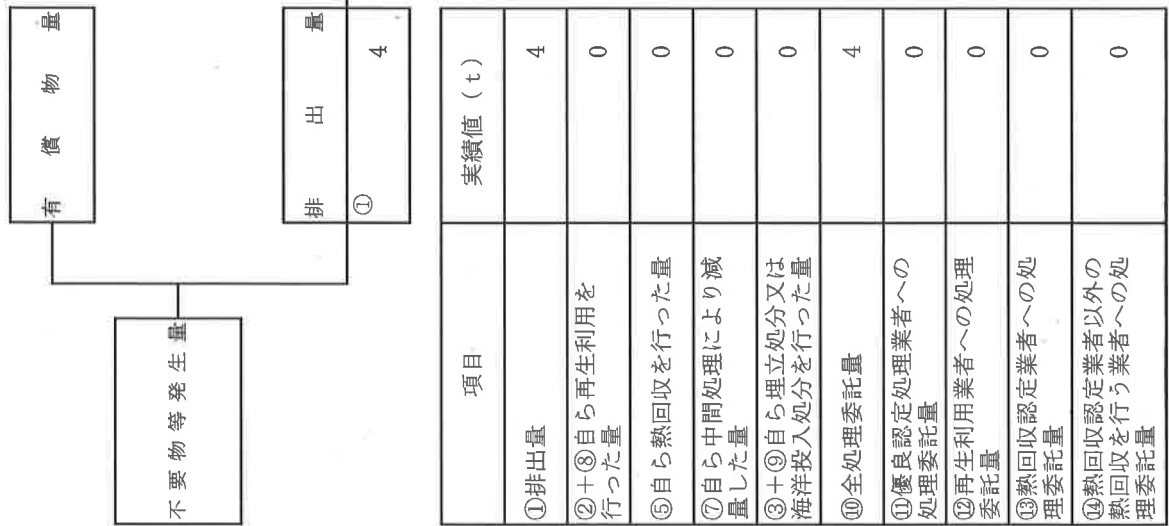 有償物量
不要物等発生量
排出量
① 4
項目 実績値(t)
①排出量 4
②+⑧自ら再生利用を
行った量 0
⑤自ら熱回収を行った量 0
⑦自ら中間処理により減
量した量 0
③+⑨自ら埋立処分又は
海洋投入処分を行った量 0
⑩全処理委託量 4
⑪優良認定処理業者への
処理委託量 0
⑫再生利用業者への処理
委託量 0
⑬熱回収認定業者への処
理委託量 0
⑭熱回収認定業者以外の
熱回収を行う業者への処
理委託量 0